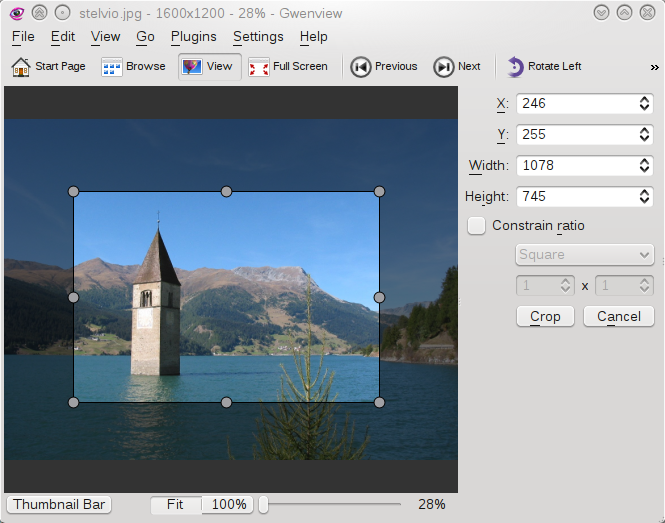 stelvio.jpg - 1600x1200 - 28% - Gwenview
File Edit View Go Plugins Settings Help
Start Page Browse View Full Screen Previous Next Rotate Left »
X: 246
Y: 255
Width: 1078
Height: 745
Constrain ratio
Square
1 x 1
Crop Cancel
Thumbnail Bar Fit 100% 28%